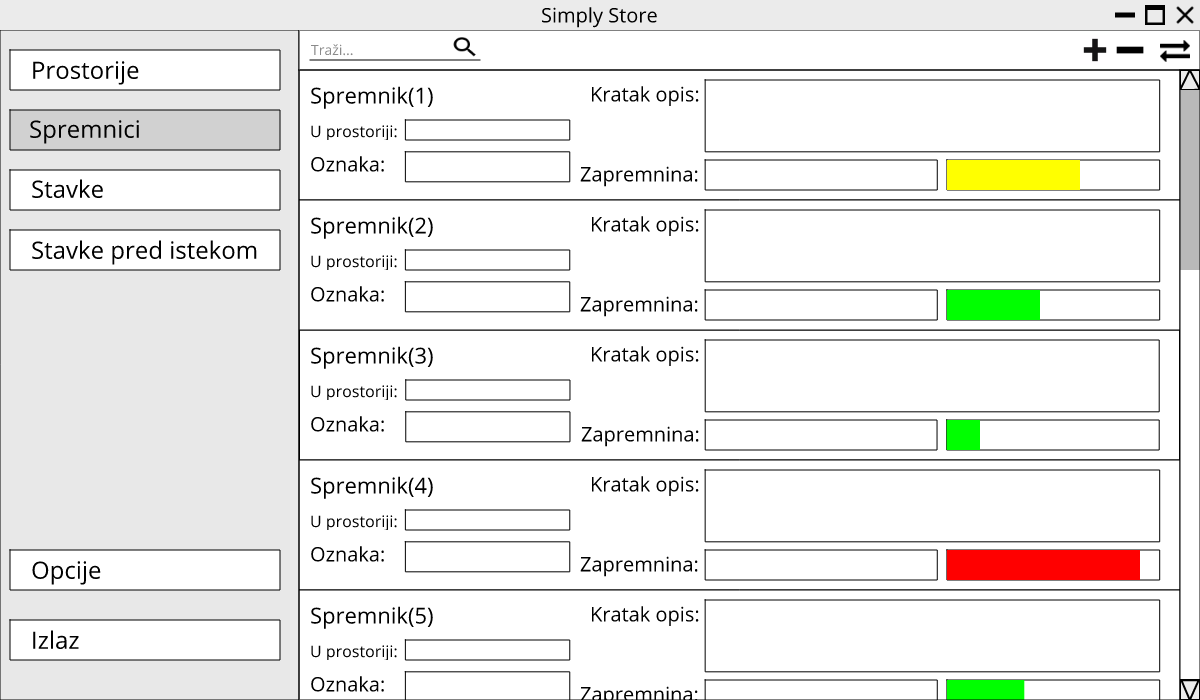 Simply Store
Prostorije
Spremnici
Stavke
Stavke pred istekom
Opcije
Izlaz
Traži...
Spremnik(1)
Kratak opis:
U prostoriji:
Oznaka:
Zapremnina:
Spremnik(2)
Kratak opis:
U prostoriji:
Oznaka:
Zapremnina:
Spremnik(3)
Kratak opis:
U prostoriji:
Oznaka:
Zapremnina:
Spremnik(4)
Kratak opis:
U prostoriji:
Oznaka:
Zapremnina:
Spremnik(5)
Kratak opis:
U prostoriji:
Oznaka:
Zapremnina: